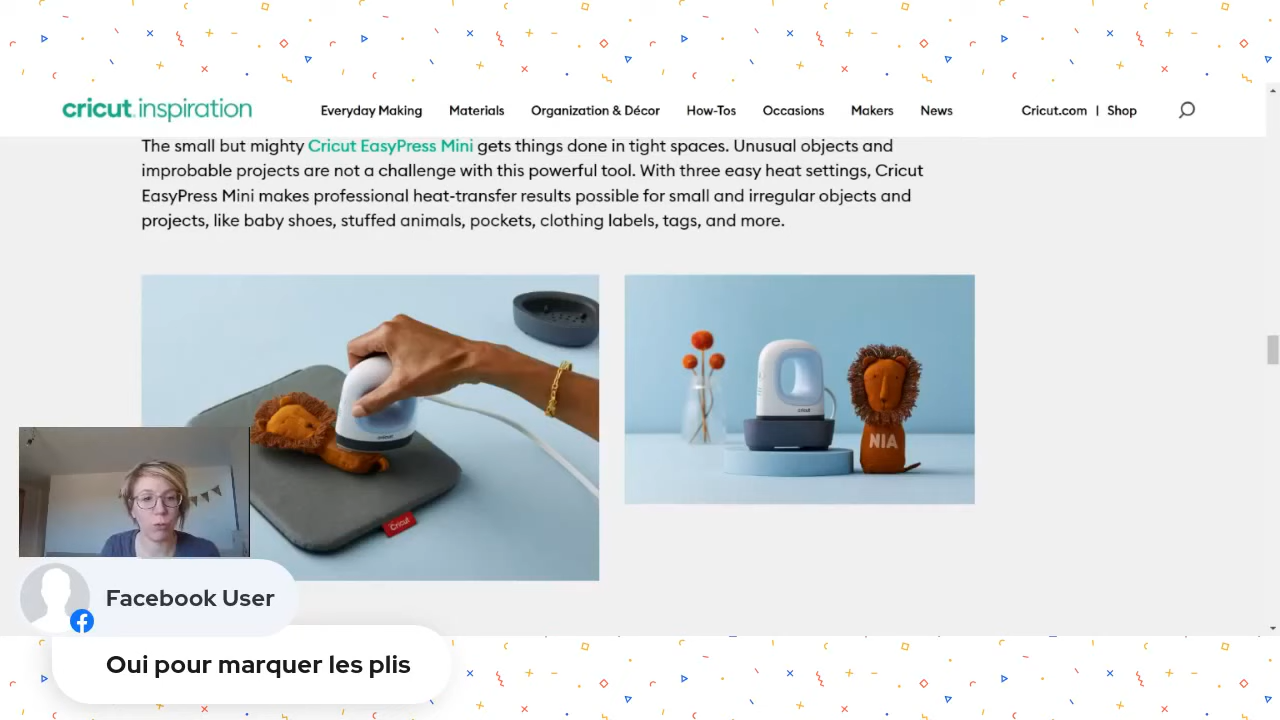 cricut inspiration
Everyday Making Materials Organization & Décor How-Tos Occasions Makers News Cricut.com | Shop
The small but mighty Cricut EasyPress Mini gets things done in tight spaces. Unusual objects and
improbable projects are not a challenge with this powerful tool. With three easy heat settings, Cricut
EasyPress Mini makes professional heat-transfer results possible for small and irregular objects and
projects, like baby shoes, stuffed animals, pockets, clothing labels, tags, and more.
cricut
Cricut
cricut
NIA
Facebook User
Oui pour marquer les plis